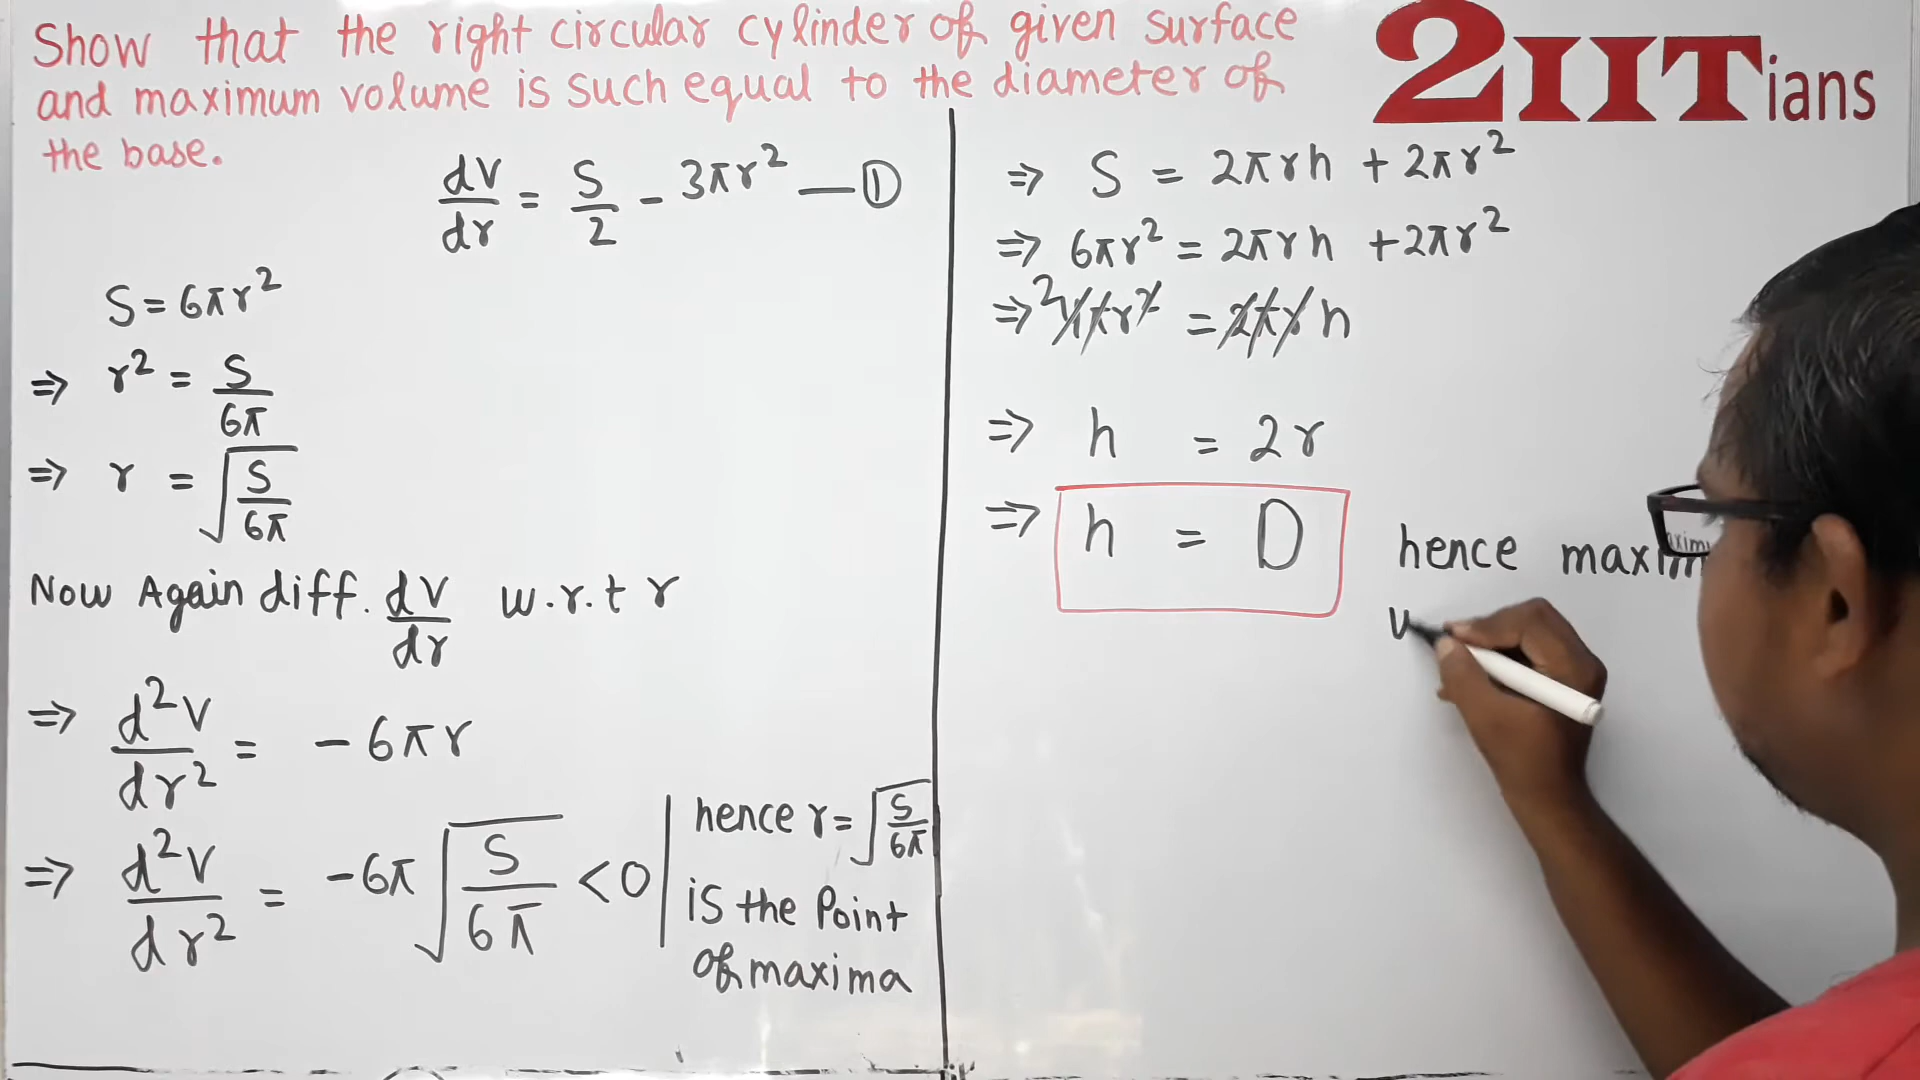 Show that the right circular cylinder of given surface
and maximum volume is such equal to the diameter of
the base.
2IITians
dV/dr = S/2 - 3πr² — ①
S = 6πr²
⇒ r² = S/6π
⇒ r = √(S/6π)
Now Again diff. dV/dr w.r.t r
⇒ d²V/dr² = - 6πr
⇒ d²V/dr² = -6π √(S/6π) < 0
hence r = √(S/6π)
is the Point
of maxima
⇒ S = 2πrh + 2πr²
⇒ 6πr² = 2πrh + 2πr²
⇒ h = 2r
⇒ h = D
hence